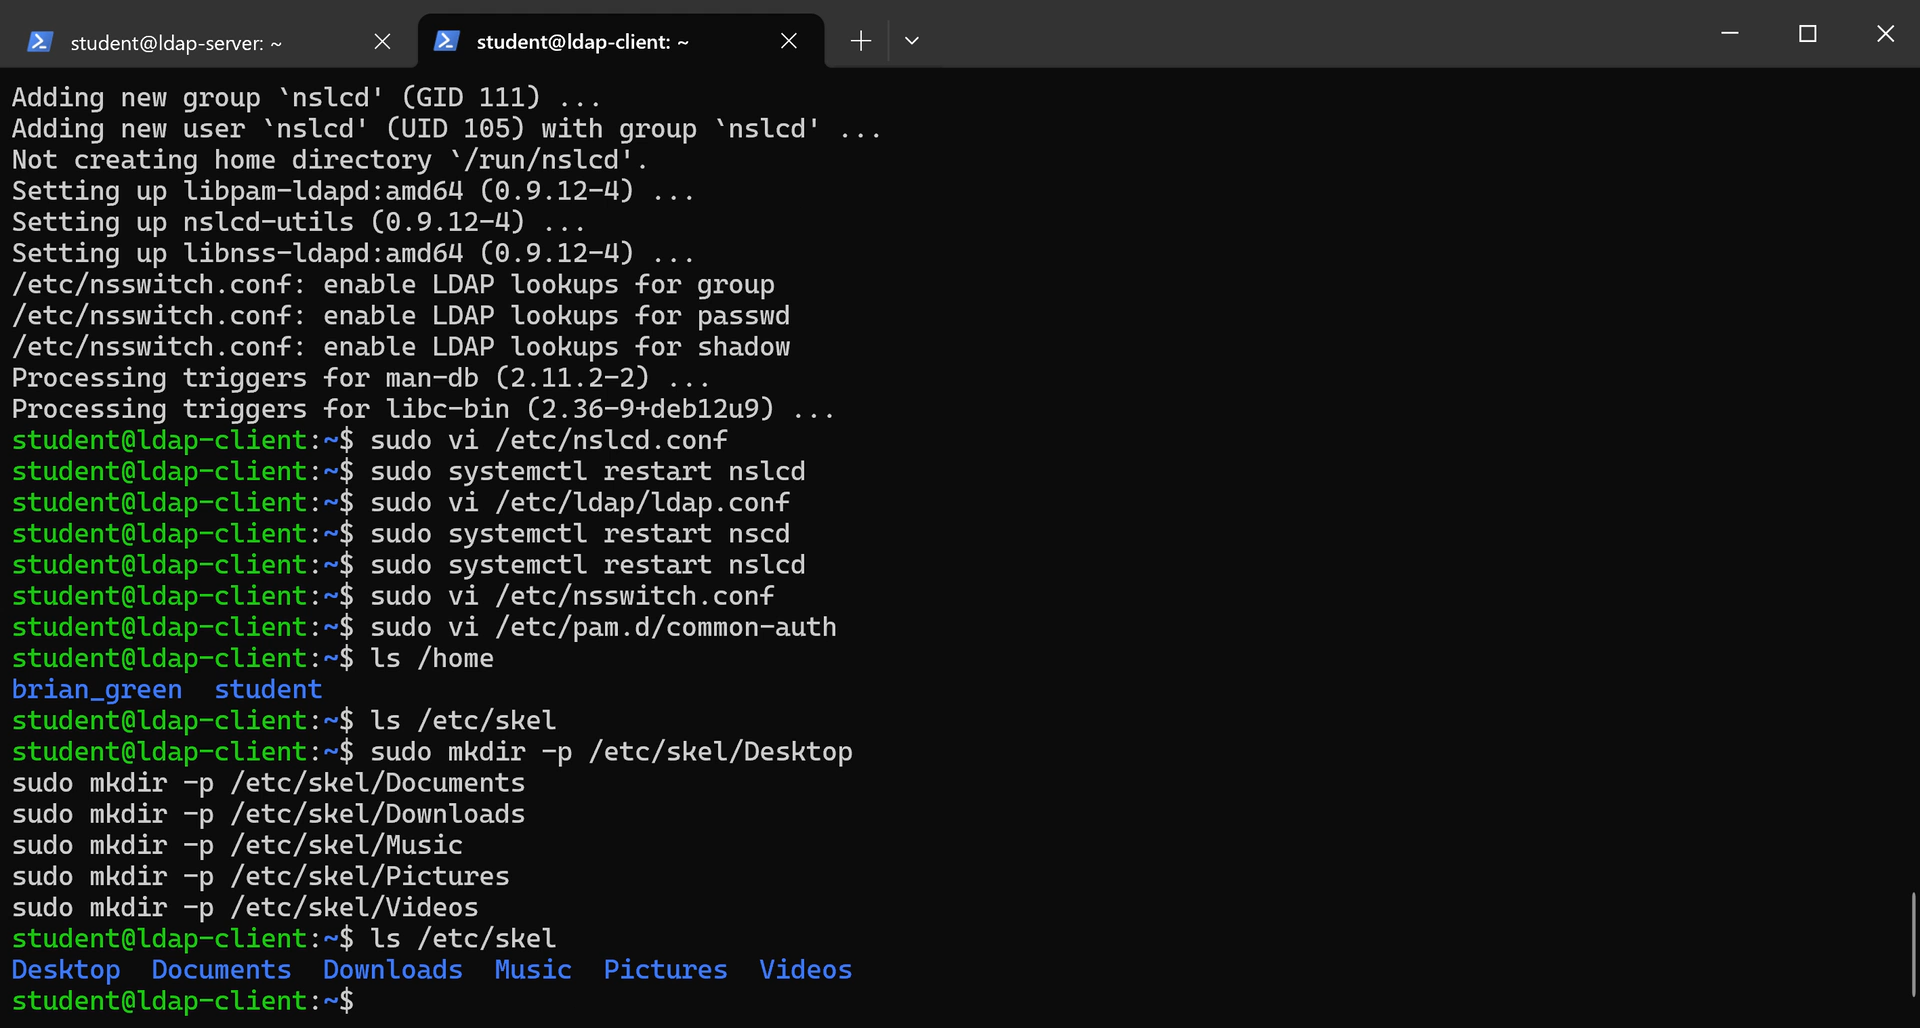 student@ldap-server: ~
student@ldap-client: ~
Adding new group `nslcd' (GID 111) ...
Adding new user `nslcd' (UID 105) with group `nslcd' ...
Not creating home directory `/run/nslcd'.
Setting up libpam-ldapd:amd64 (0.9.12-4) ...
Setting up nslcd-utils (0.9.12-4) ...
Setting up libnss-ldapd:amd64 (0.9.12-4) ...
/etc/nsswitch.conf: enable LDAP lookups for group
/etc/nsswitch.conf: enable LDAP lookups for passwd
/etc/nsswitch.conf: enable LDAP lookups for shadow
Processing triggers for man-db (2.11.2-2) ...
Processing triggers for libc-bin (2.36-9+deb12u9) ...
student@ldap-client:~$ sudo vi /etc/nslcd.conf
student@ldap-client:~$ sudo systemctl restart nslcd
student@ldap-client:~$ sudo vi /etc/ldap/ldap.conf
student@ldap-client:~$ sudo systemctl restart nscd
student@ldap-client:~$ sudo systemctl restart nslcd
student@ldap-client:~$ sudo vi /etc/nsswitch.conf
student@ldap-client:~$ sudo vi /etc/pam.d/common-auth
student@ldap-client:~$ ls /home
brian_green  student
student@ldap-client:~$ ls /etc/skel
student@ldap-client:~$ sudo mkdir -p /etc/skel/Desktop
sudo mkdir -p /etc/skel/Documents
sudo mkdir -p /etc/skel/Downloads
sudo mkdir -p /etc/skel/Music
sudo mkdir -p /etc/skel/Pictures
sudo mkdir -p /etc/skel/Videos
student@ldap-client:~$ ls /etc/skel
Desktop  Documents  Downloads  Music  Pictures  Videos
student@ldap-client:~$